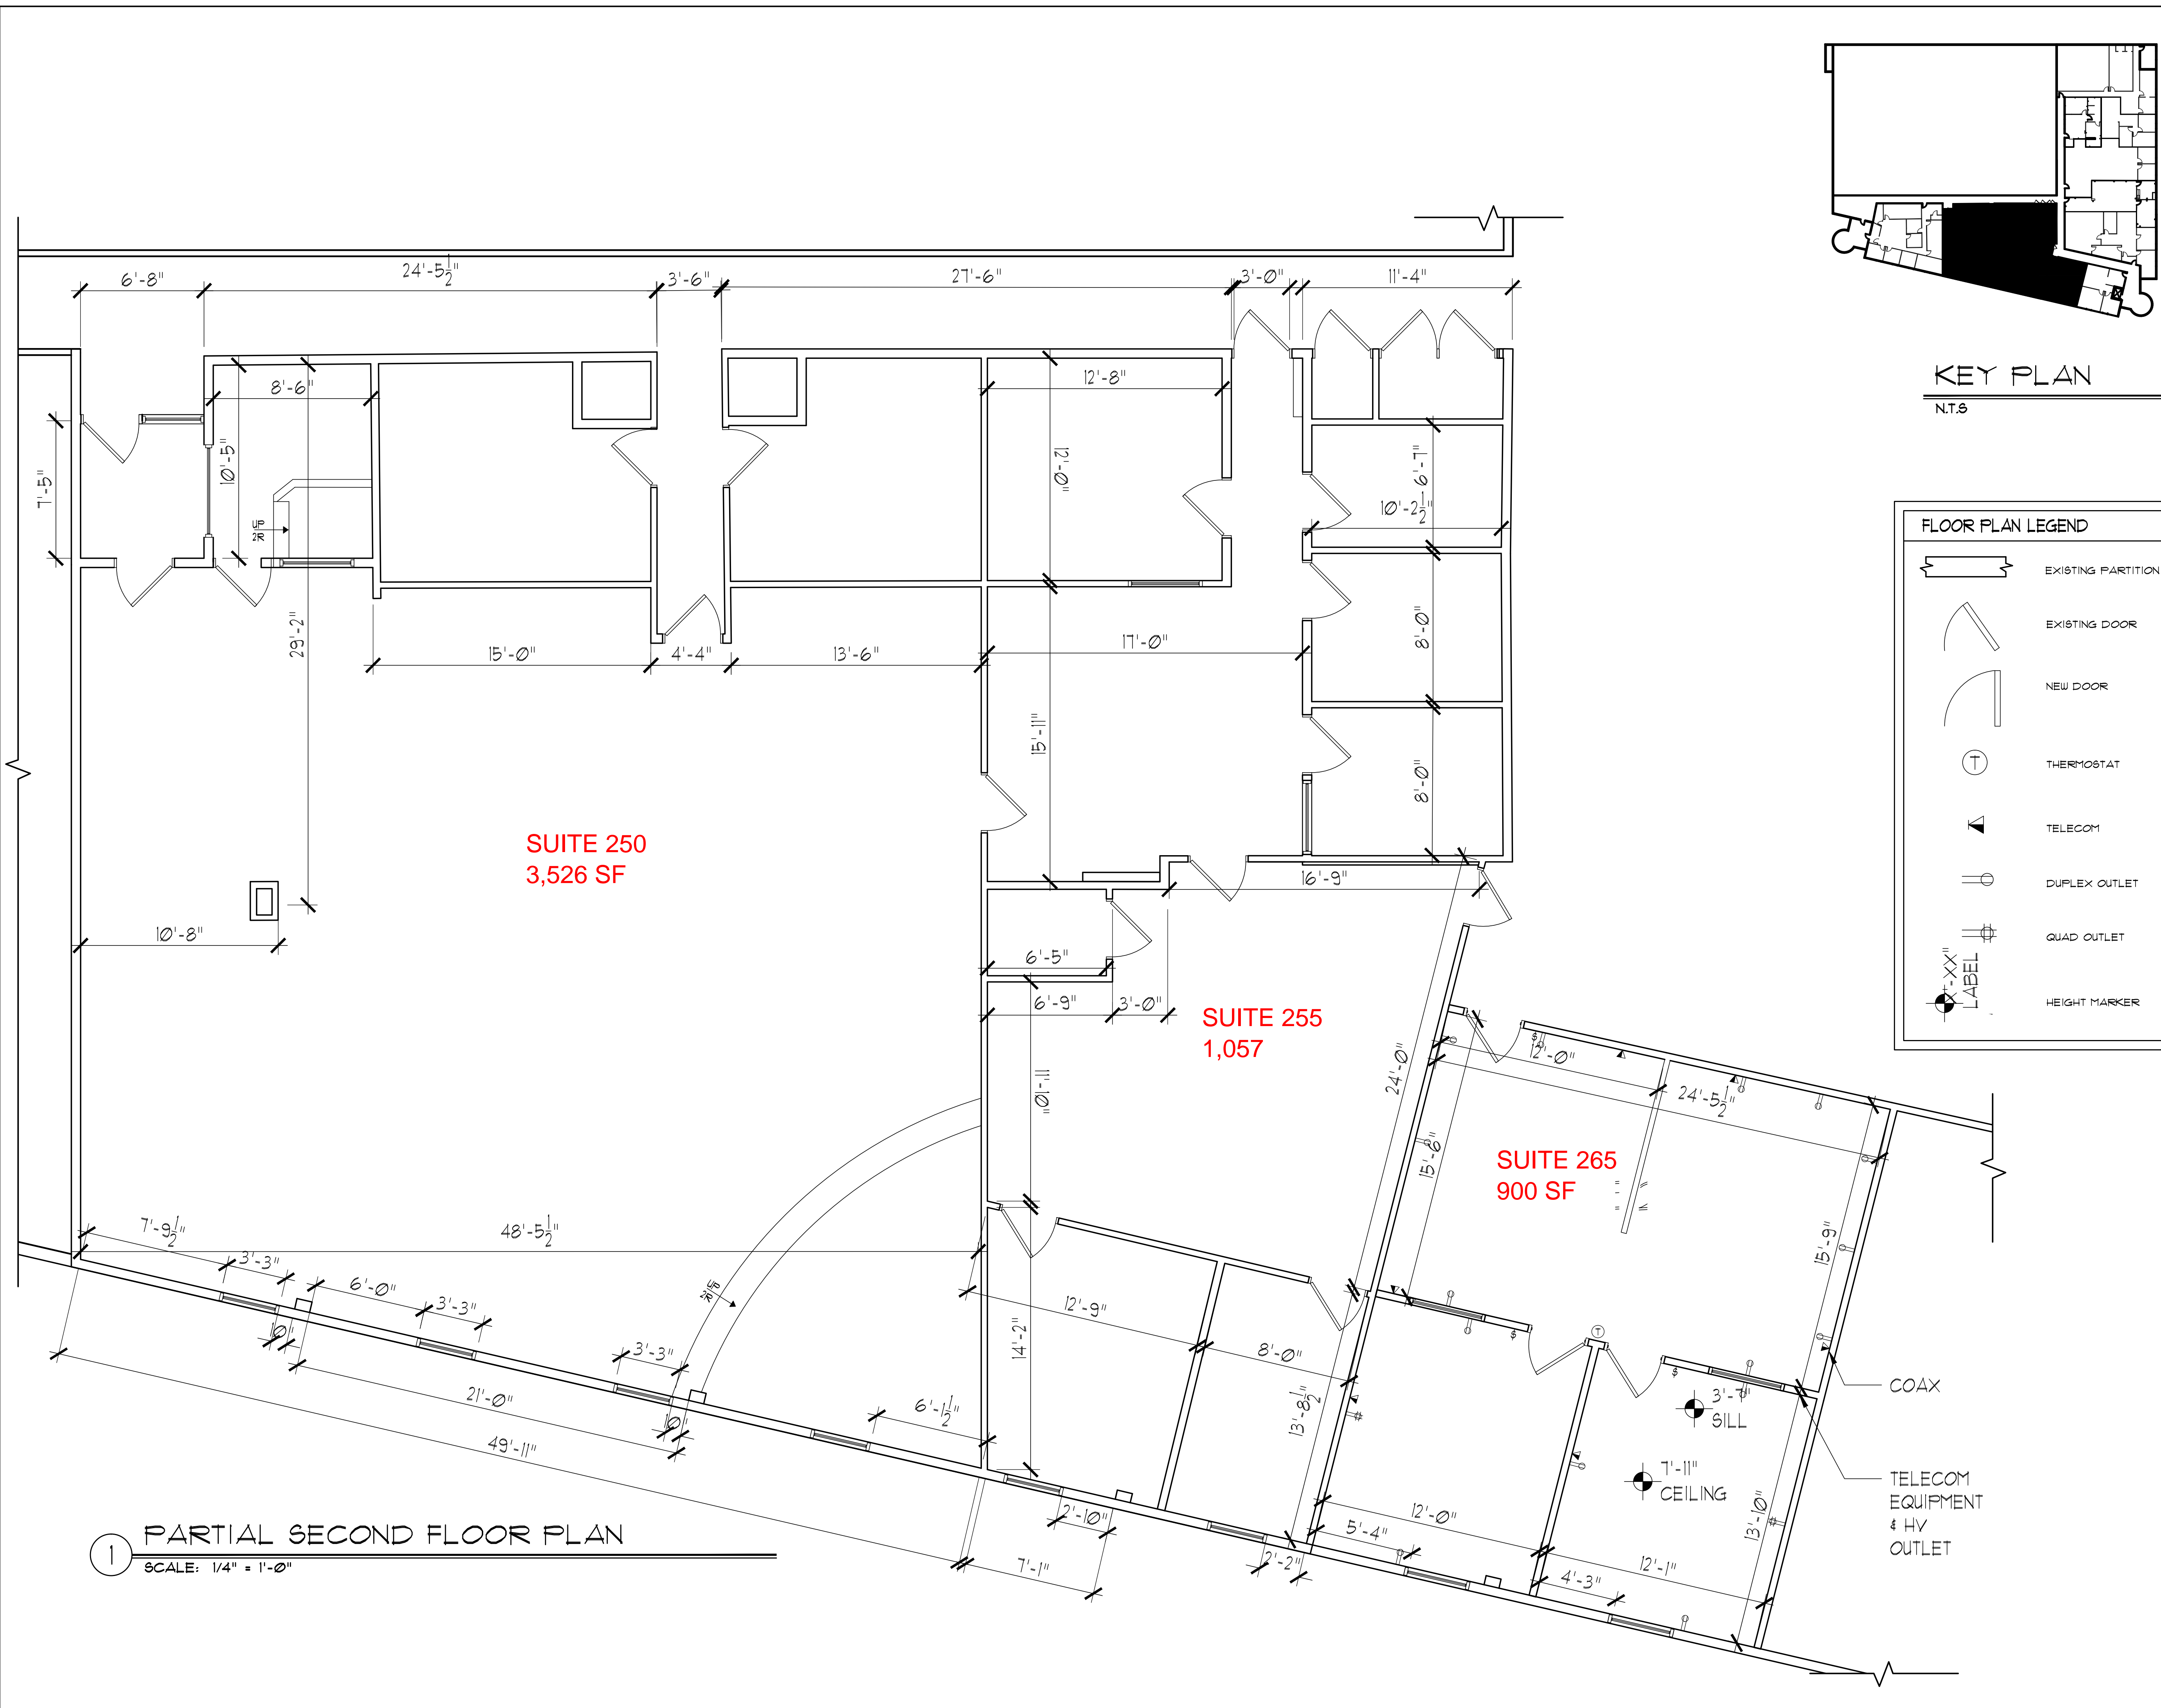 6'-8"
24'-5 1/2"
3'-6"
27'-6"
3'-0"
11'-4"
KEY PLAN
N.T.S
8'-6"
12'-8"
7'-5"
10'-5"
12'-0"
6'-7"
10'-2 1/2"
UP
2R
29'-2"
15'-0"
4'-4"
13'-6"
17'-0"
8'-0"
15'-11"
8'-0"
FLOOR PLAN LEGEND
EXISTING PARTITION
EXISTING DOOR
NEW DOOR
T
THERMOSTAT
TELECOM
DUPLEX OUTLET
QUAD OUTLET
X'-XX"
LABEL
HEIGHT MARKER
SUITE 250
3,526 SF
16'-9"
10'-8"
6'-5"
6'-9"
3'-0"
SUITE 255
1,057
11'-10"
24'-0"
$
12'-0"
24'-5 1/2"
15'-6"
SUITE 265
900 SF
15'-9"
7'-9 1/2"
48'-5 1/2"
3'-3"
6'-0"
3'-3"
UP
2R
12'-9"
14'-2"
8'-0"
3'-3"
21'-0"
6'-1 1/2"
49'-11"
13'-8 1/2"
$
T
$
3'-7"
SILL
COAX
7'-11"
CEILING
TELECOM
EQUIPMENT
& HV
OUTLET
13'-10"
2'-10"
7'-1"
2'-2"
12'-0"
5'-4"
12'-1"
4'-3"
1
PARTIAL SECOND FLOOR PLAN
SCALE: 1/4" = 1'-0"